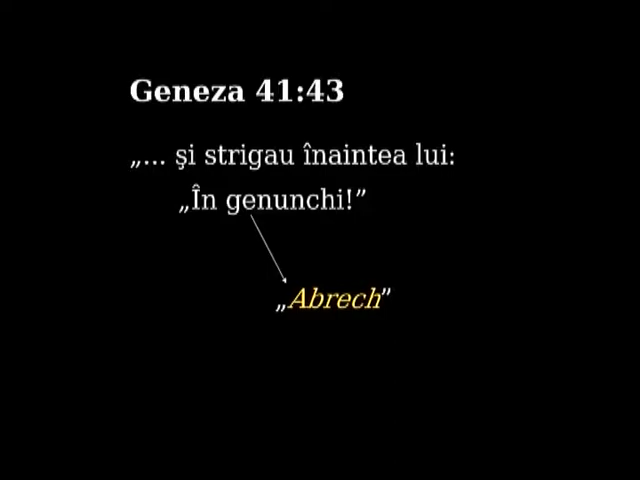 Geneza 41:43
„... şi strigau înaintea lui:
„În genunchi!”
„Abrech”